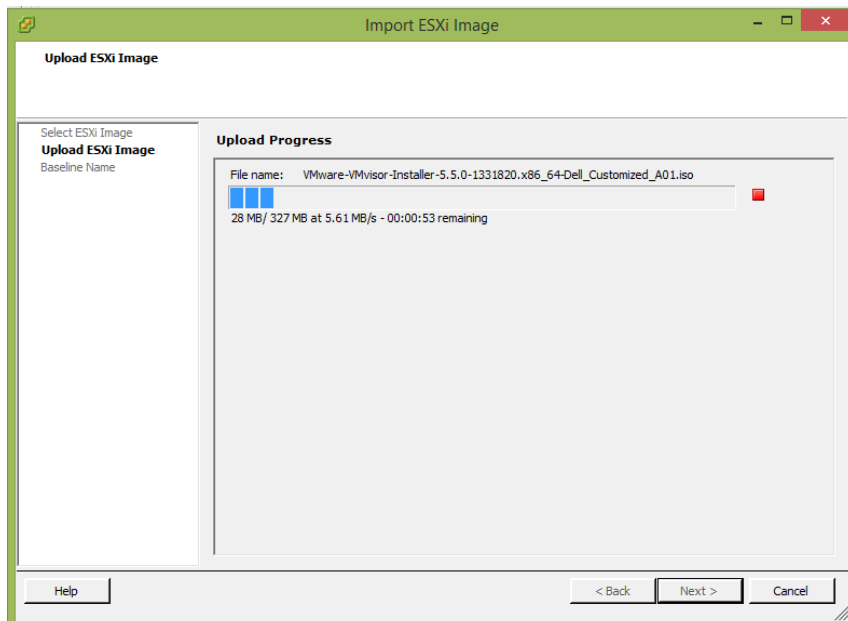 Import ESXi Image
Upload ESXi Image
Select ESXi Image
Upload ESXi Image
Baseline Name
Upload Progress
File name: VMware-VMvisor-Installer-5.5.0-1331820.x86_64-Dell_Customized_A01.iso
28 MB/ 327 MB at 5.61 MB/s - 00:00:53 remaining
Help
< Back
Next >
Cancel